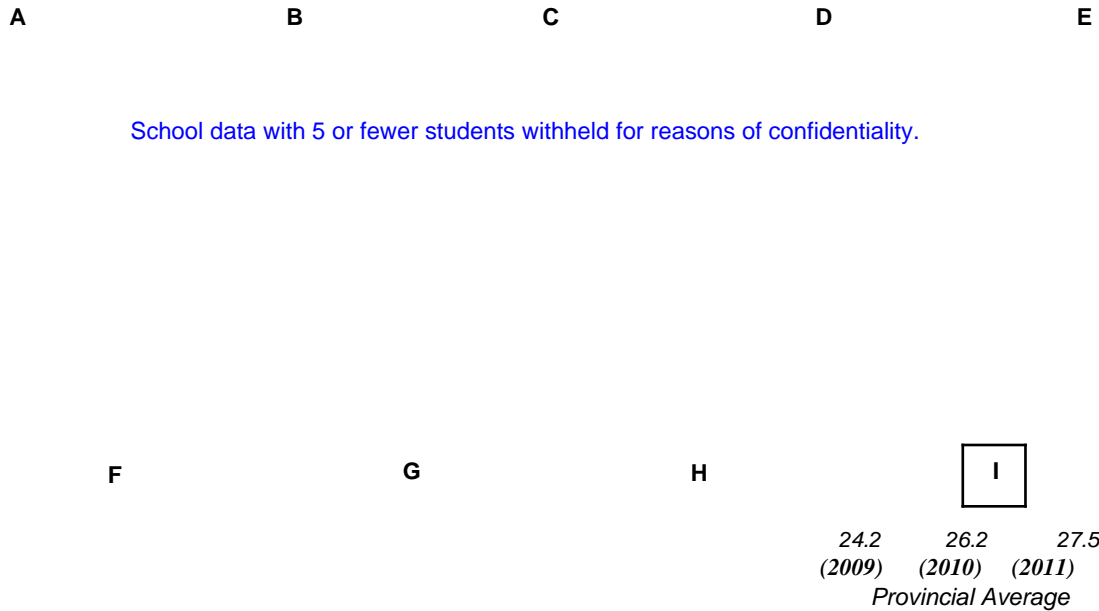 A B C D E
School data with 5 or fewer students withheld for reasons of confidentiality.
F G H I
24.2 26.2 27.5
(2009) (2010) (2011)
Provincial Average